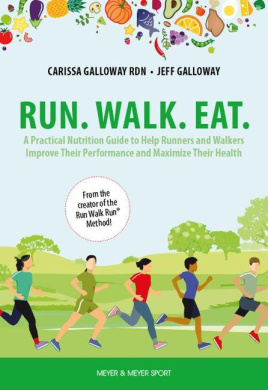 CARISSA GALLOWAY RDN • JEFF GALLOWAY
RUN. WALK. EAT.
A Practical Nutrition Guide to Help Runners and Walkers
Improve Their Performance and Maximize Their Health
From the
creator of the
Run Walk Run®
Method!
MEYER & MEYER SPORT